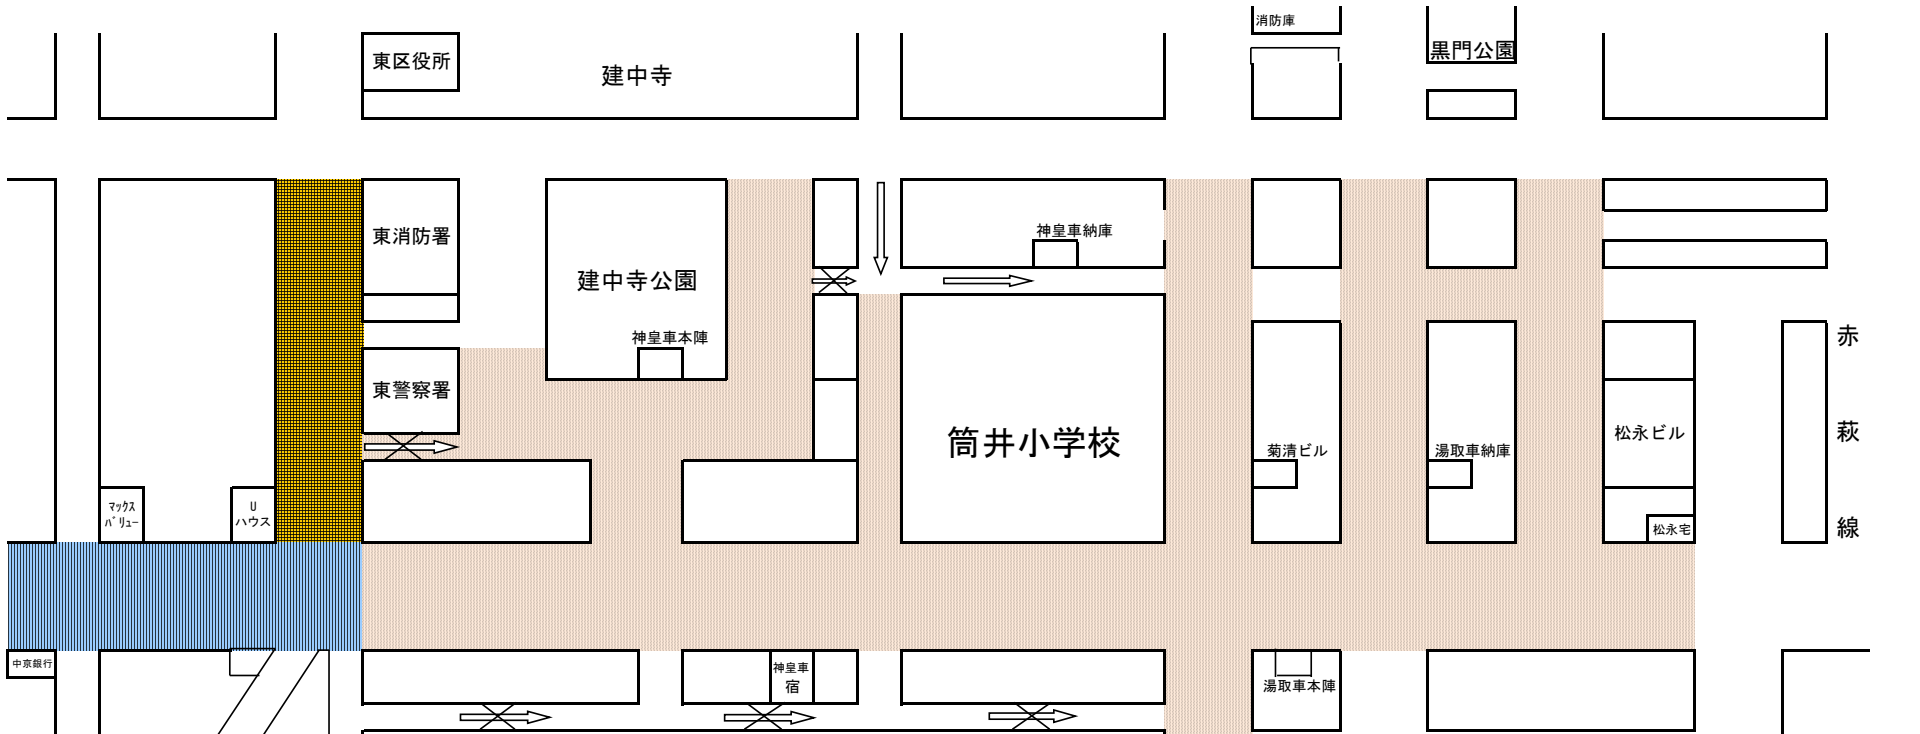 消防庫
黒門公園
東区役所
建中寺
東消防署
神皇車納庫
建中寺公園
神皇車本陣
赤
萩
線
東警察署
筒井小学校
菊清ビル
湯取車納庫
松永ビル
ﾏｯｸｽ
ﾊﾞﾘｭｰ
U
ハウス
松永宅
中京銀行
神皇車
宿
湯取車本陣